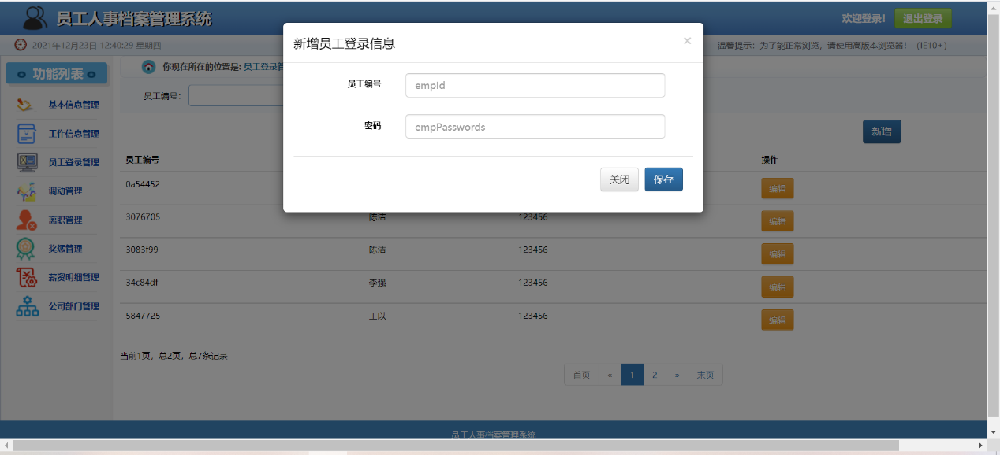 员工人事档案管理系统
欢迎登录!
退出登录
2021年12月23日 12:40:29 星期四
温馨提示：为了能正常浏览，请使用高版本浏览器！（IE10+）
功能列表
基本信息管理
工作信息管理
员工登录管理
调动管理
离职管理
奖惩管理
薪资明细管理
公司部门管理
你现在所在的位置是: 员工登录管
员工编号：
新增
员工编号
操作
0a54452
编辑
3076705
陈洁
123456
编辑
3083f99
陈洁
123456
编辑
34c84df
李强
123456
编辑
5847725
王以
123456
编辑
当前1页，总2页，总7条记录
首页 « 1 2 » 末页
新增员工登录信息
×
员工编号
empId
密码
empPasswords
关闭
保存
员工人事档案管理系统